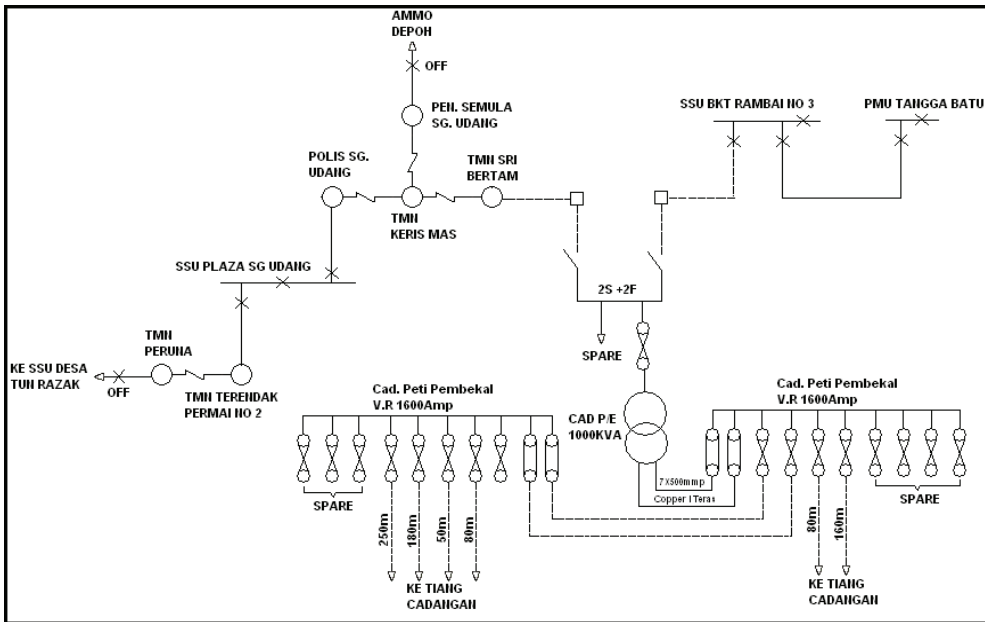 AMMO
DEPOH
OFF
PEN. SEMULA
SG. UDANG
SSU BKT RAMBAI NO 3
PMU TANGGA BATU
POLIS SG.
UDANG
TMN SRI
BERTAM
TMN
KERIS MAS
SSU PLAZA SG UDANG
2S +2F
SPARE
TMN
PERUNA
KE SSU DESA
TUN RAZAK
OFF
TMN TERENDAK
PERMAI NO 2
Cad. Peti Pembekal
V.R 1600Amp
CAD P/E
1000KVA
Cad. Peti Pembekal
V.R 1600Amp
7X500mmp
Copper I Teras
SPARE
SPARE
250m
180m
50m
80m
80m
160m
KE TIANG
CADANGAN
KE TIANG
CADANGAN